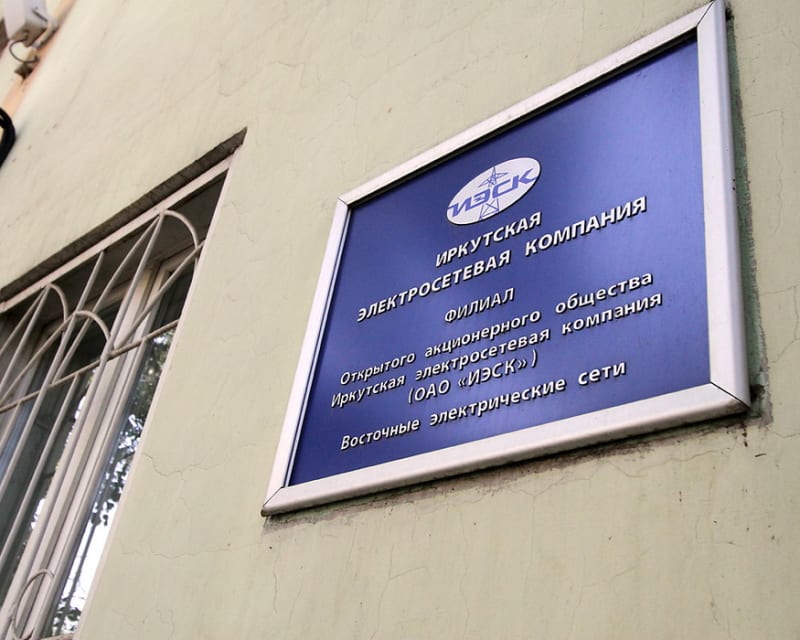 ИЭСК
ИРКУТСКАЯ
ЭЛЕКТРОСЕТЕВАЯ КОМПАНИЯ
ФИЛИАЛ
Открытого акционерного общества
Иркутская электросетевая компания
(ОАО «ИЭСК»)
Восточные электрические сети